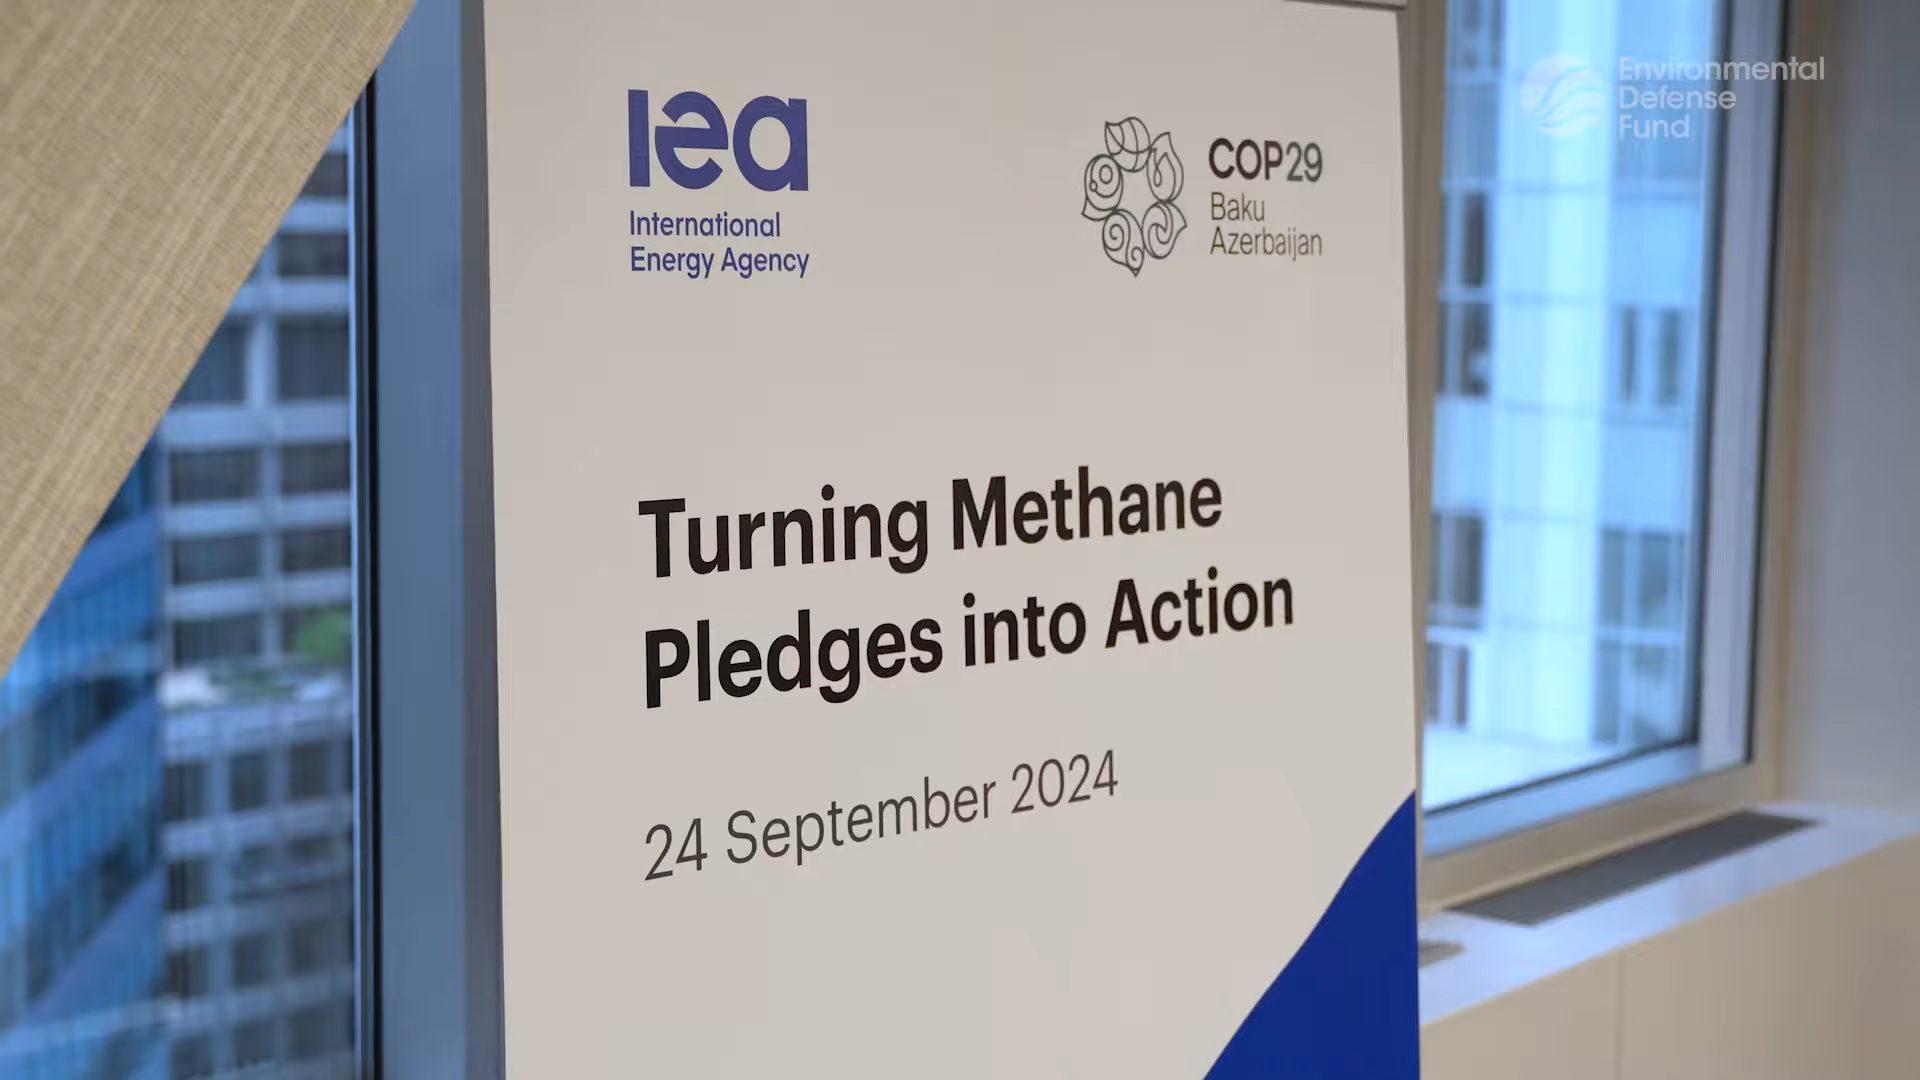 iea
International
Energy Agency
COP29
Baku
Azerbaijan
Environmental
Defense
Fund
Turning Methane
Pledges into Action
24 September 2024